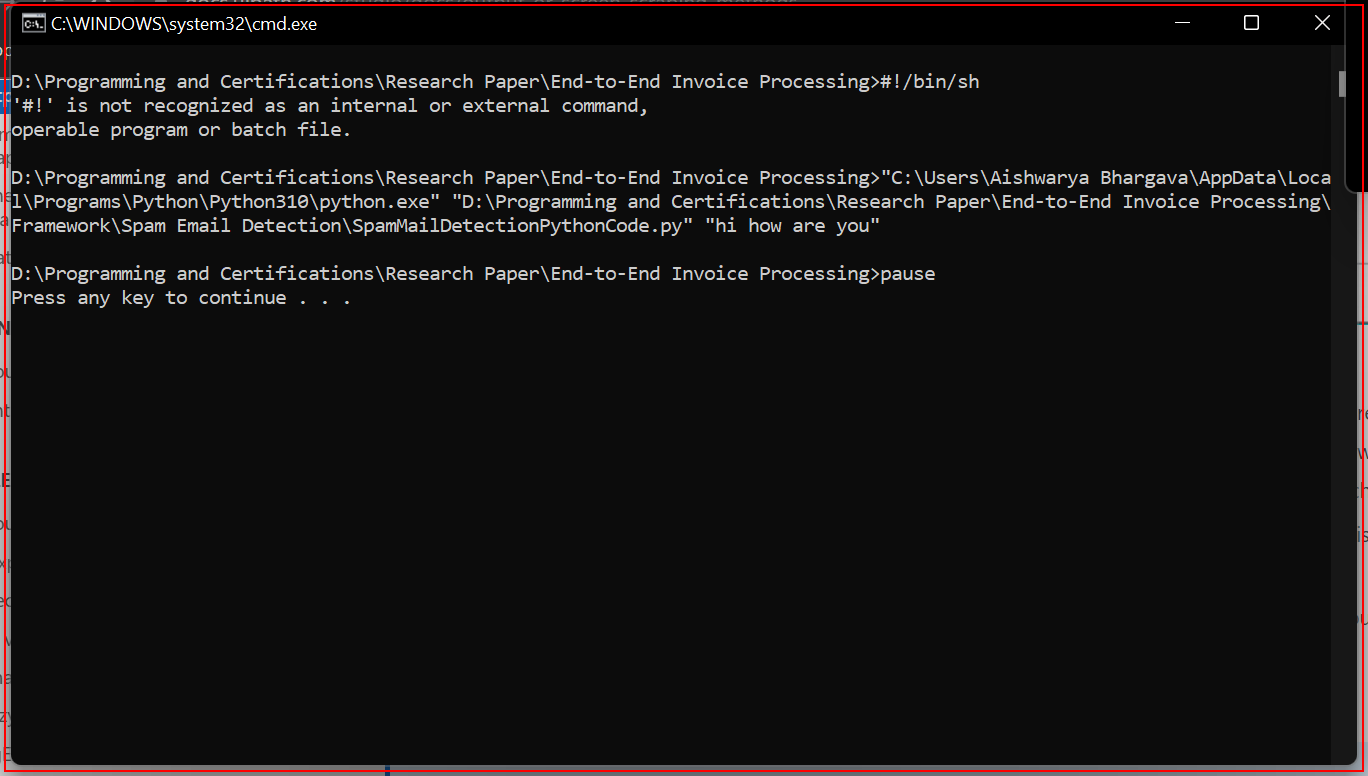 C:\WINDOWS\system32\cmd.exe
D:\Programming and Certifications\Research Paper\End-to-End Invoice Processing>#!/bin/sh
'#!' is not recognized as an internal or external command,
operable program or batch file.
D:\Programming and Certifications\Research Paper\End-to-End Invoice Processing>"C:\Users\Aishwarya Bhargava\AppData\Loca
l\Programs\Python\Python310\python.exe" "D:\Programming and Certifications\Research Paper\End-to-End Invoice Processing\
Framework\Spam Email Detection\SpamMailDetectionPythonCode.py" "hi how are you"
D:\Programming and Certifications\Research Paper\End-to-End Invoice Processing>pause
Press any key to continue . . .